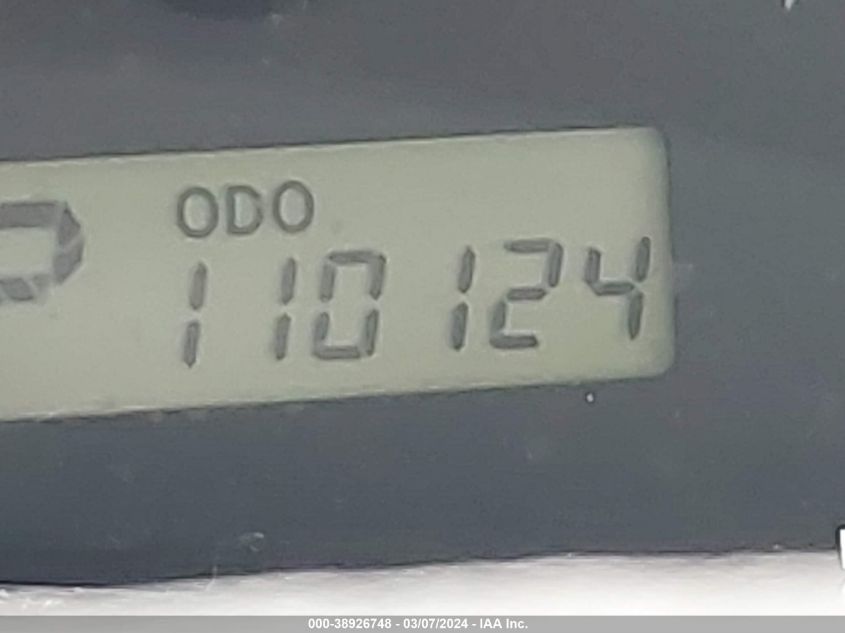 ODO
P
110124
000-38926748 - 03/07/2024 - IAA Inc.